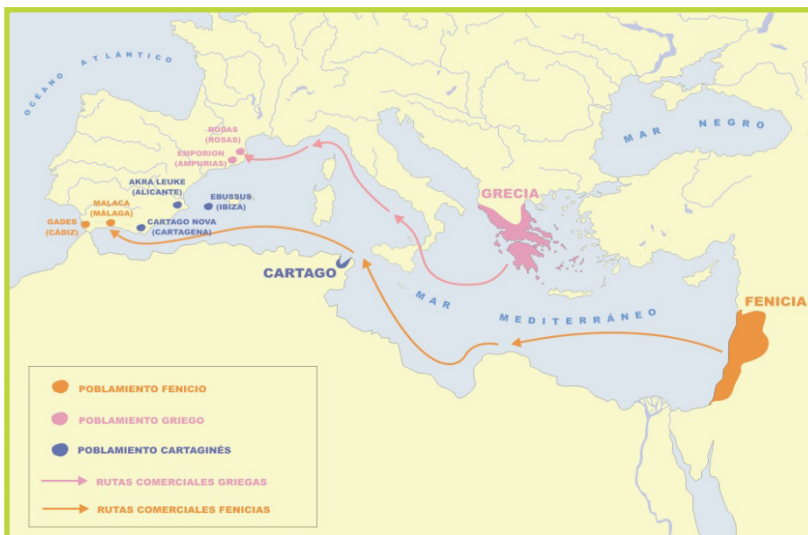 OCÉANO ATLÁNTICO
MAR NEGRO
RODAS
(ROSAS)
EMPORION
(AMPURIAS)
AKRA LEUKE
(ALICANTE)
EBUSSUS
(IBIZA)
MALACA
(MÁLAGA)
GADES
(CÁDIZ)
CARTAGO NOVA
(CARTAGENA)
GRECIA
CARTAGO
FENICIA
MAR MEDITERRÁNEO
POBLAMIENTO FENICIO
POBLAMIENTO GRIEGO
POBLAMIENTO CARTAGINÉS
RUTAS COMERCIALES GRIEGAS
RUTAS COMERCIALES FENICIAS